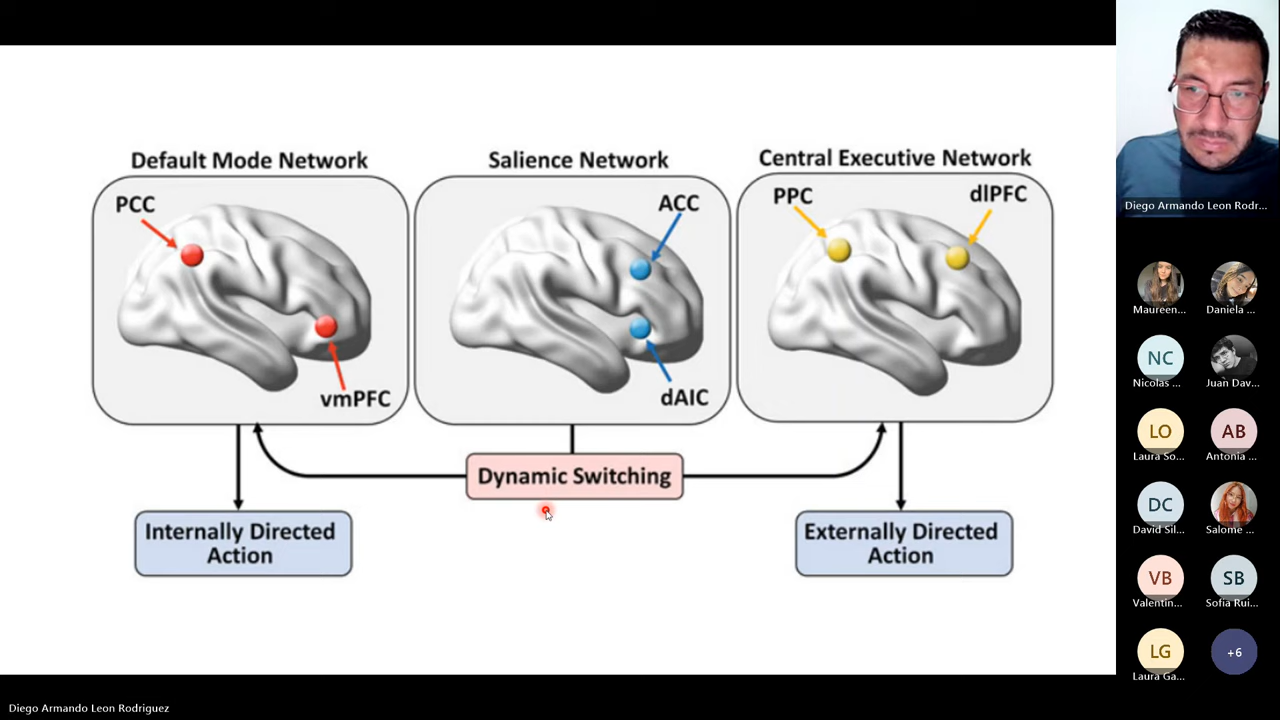 Default Mode Network
Salience Network
Central Executive Network
PCC
vmPFC
ACC
dAIC
PPC
dlPFC
Dynamic Switching
Internally Directed
Action
Externally Directed
Action
Diego Armando Leon Rodr...
Maureen...
Daniela ...
NC
Nicolas ...
Juan Dav...
LO
Laura So...
AB
Antonia ...
DC
David Sil...
Salome ...
VB
Valentin...
SB
Sofia Rui...
LG
Laura Ga...
+6
Diego Armando Leon Rodriguez